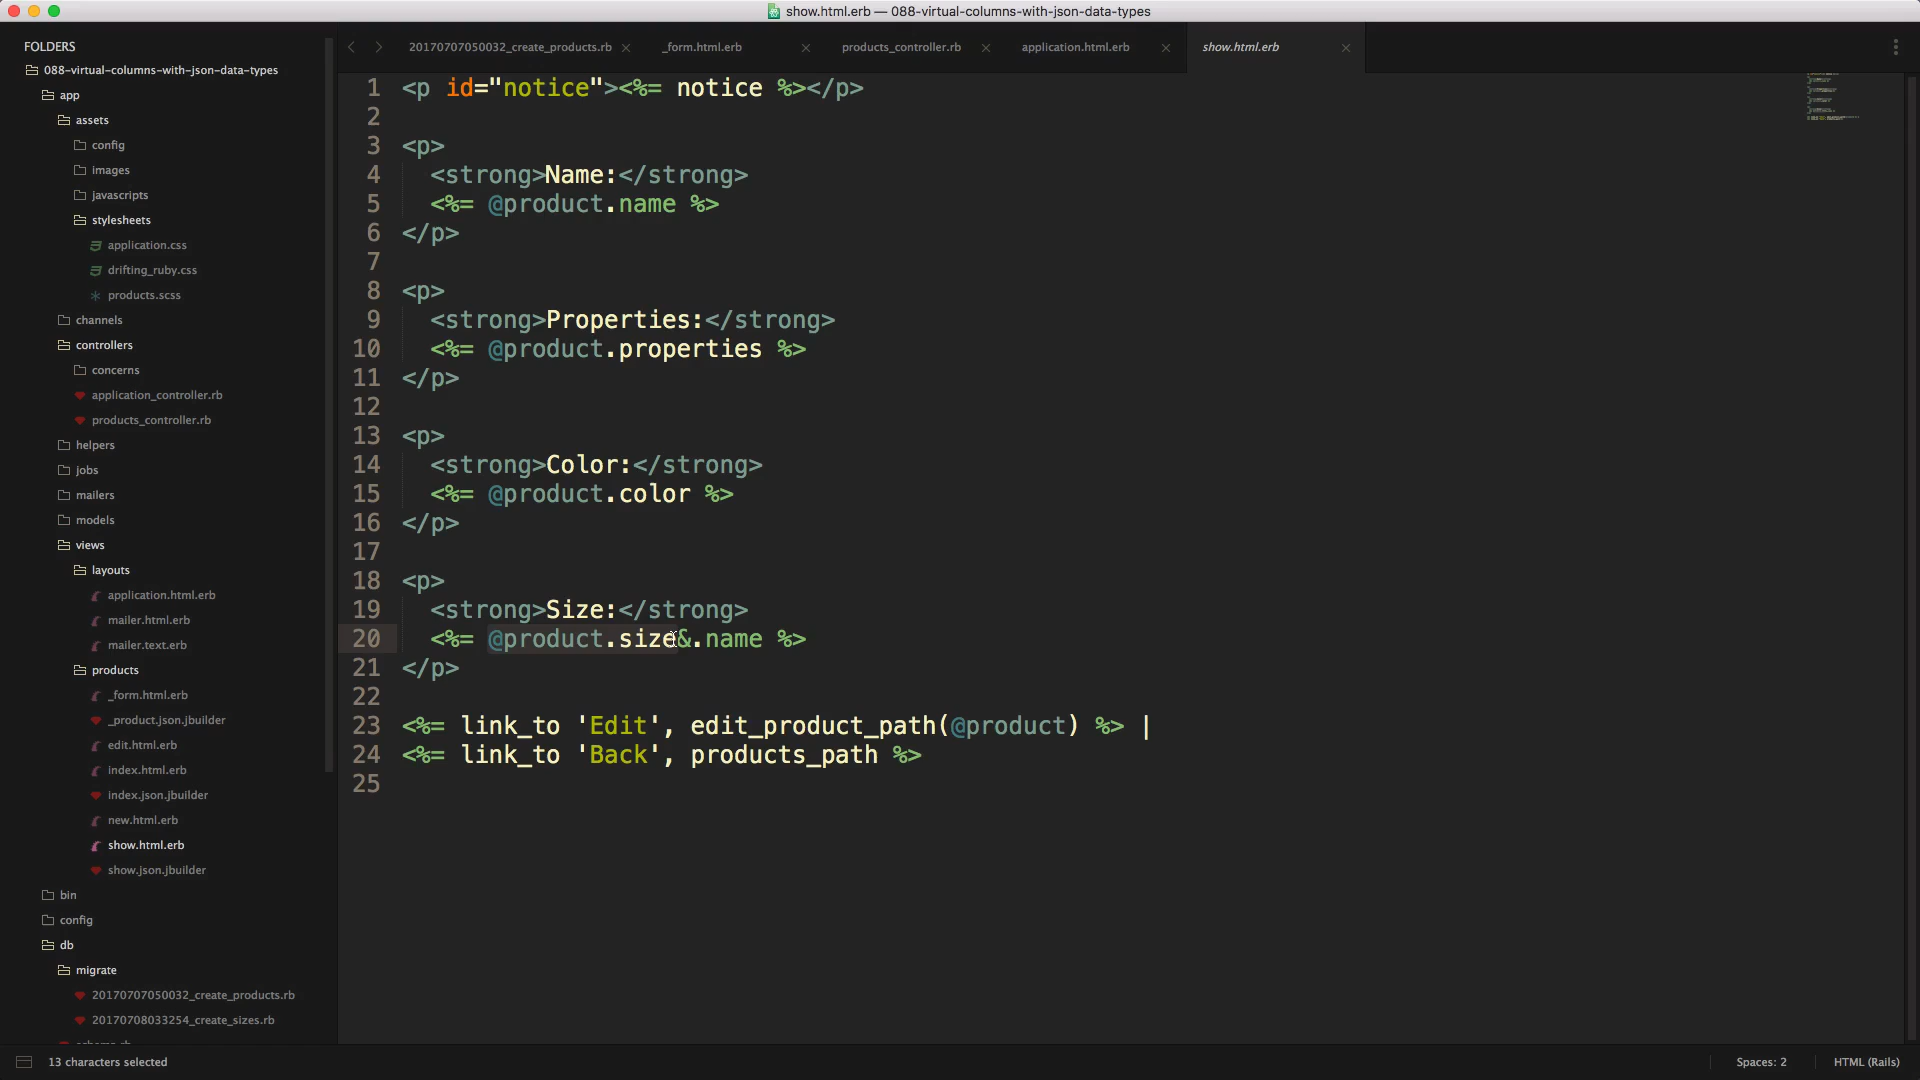 show.html.erb — 088-virtual-columns-with-json-data-types
FOLDERS
088-virtual-columns-with-json-data-types
app
assets
config
images
javascripts
stylesheets
application.css
drifting_ruby.css
products.scss
channels
controllers
concerns
application_controller.rb
products_controller.rb
helpers
jobs
mailers
models
views
layouts
application.html.erb
mailer.html.erb
mailer.text.erb
products
_form.html.erb
_product.json.jbuilder
edit.html.erb
index.html.erb
index.json.jbuilder
new.html.erb
show.html.erb
show.json.jbuilder
bin
config
db
migrate
20170707050032_create_products.rb
20170708033254_create_sizes.rb
20170707050032_create_products.rb
_form.html.erb
products_controller.rb
application.html.erb
show.html.erb
1 <p id="notice"><%= notice %></p>
2
3 <p>
4 <strong>Name:</strong>
5 <%= @product.name %>
6 </p>
7
8 <p>
9 <strong>Properties:</strong>
10 <%= @product.properties %>
11 </p>
12
13 <p>
14 <strong>Color:</strong>
15 <%= @product.color %>
16 </p>
17
18 <p>
19 <strong>Size:</strong>
20 <%= @product.size&.name %>
21 </p>
22
23 <%= link_to 'Edit', edit_product_path(@product) %> |
24 <%= link_to 'Back', products_path %>
25
13 characters selected
Spaces: 2
HTML (Rails)